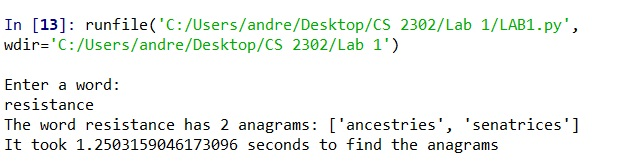 In [13]: runfile('C:/Users/andre/Desktop/CS 2302/Lab 1/LAB1.py',
wdir='C:/Users/andre/Desktop/CS 2302/Lab 1')
Enter a word:
resistance
The word resistance has 2 anagrams: ['ancestries', 'senatrices']
It took 1.2503159046173096 seconds to find the anagrams